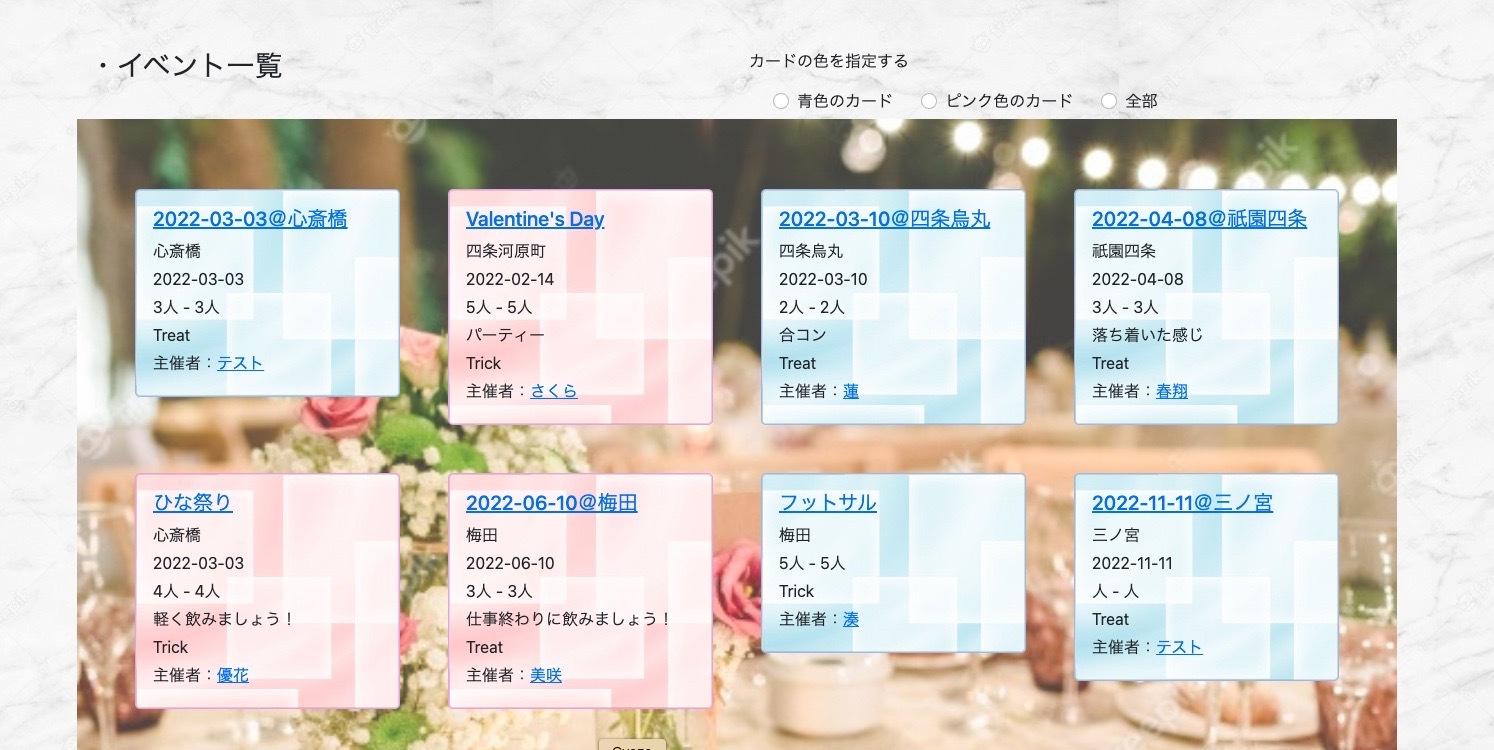 ・イベント一覧
カードの色を指定する
青色のカード ピンク色のカード 全部
2022-03-03@心斎橋
心斎橋
2022-03-03
3人 - 3人
Treat
主催者：テスト
Valentine's Day
四条河原町
2022-02-14
5人 - 5人
パーティー
Trick
主催者：さくら
2022-03-10@四条烏丸
四条烏丸
2022-03-10
2人 - 2人
合コン
Treat
主催者：蓮
2022-04-08@祇園四条
祇園四条
2022-04-08
3人 - 3人
落ち着いた感じ
Treat
主催者：春翔
ひな祭り
心斎橋
2022-03-03
4人 - 4人
軽く飲みましょう！
Trick
主催者：優花
2022-06-10@梅田
梅田
2022-06-10
3人 - 3人
仕事終わりに飲みましょう！
Treat
主催者：美咲
フットサル
梅田
5人 - 5人
Trick
主催者：湊
2022-11-11@三ノ宮
三ノ宮
2022-11-11
人 - 人
Treat
主催者：テスト